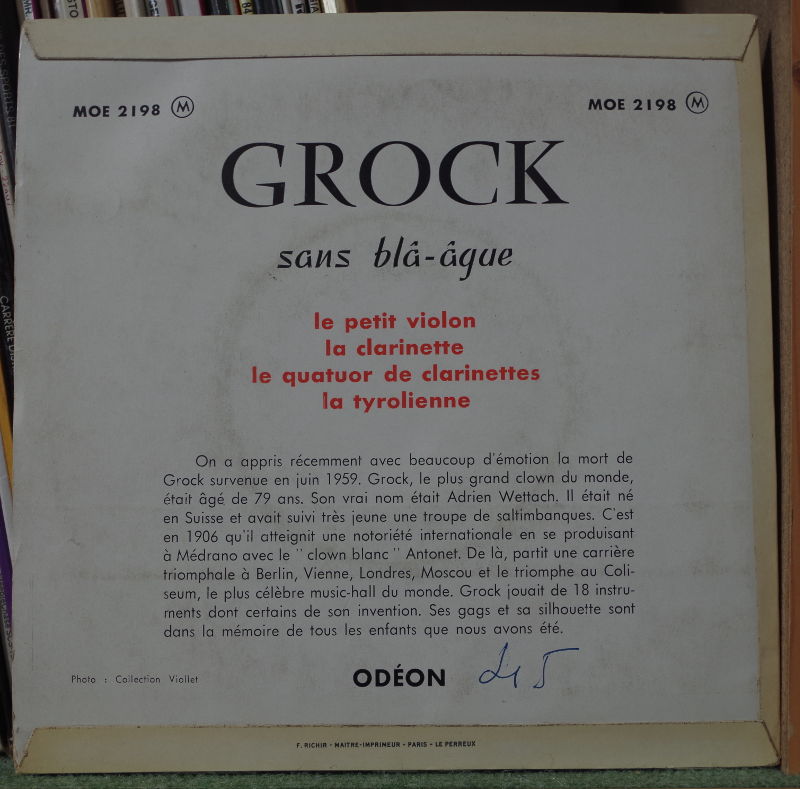 MOE 2198 Ⓜ
MOE 2198 Ⓜ
GROCK
sans blâ-âgue
le petit violon
la clarinette
le quatuor de clarinettes
la tyrolienne
On a appris récemment avec beaucoup d'émotion la mort de
Grock survenue en juin 1959. Grock, le plus grand clown du monde,
était âgé de 79 ans. Son vrai nom était Adrien Wettach. Il était né
en Suisse et avait suivi très jeune une troupe de saltimbanques. C'est
en 1906 qu'il atteignit une notoriété internationale en se produisant
à Médrano avec le " clown blanc " Antonet. De là, partit une carrière
triomphale à Berlin, Vienne, Londres, Moscou et le triomphe au Coli-
seum, le plus célèbre music-hall du monde. Grock jouait de 18 instru-
ments dont certains de son invention. Ses gags et sa silhouette sont
dans la mémoire de tous les enfants que nous avons été.
Photo : Collection Viollet
ODÉON
F. RICHIR - MAITRE-IMPRIMEUR - PARIS - LE PERREUX